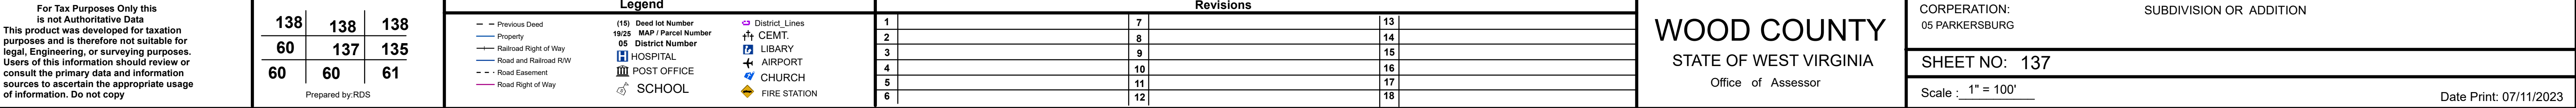 For Tax Purposes Only this
is not Authoritative Data
This product was developed for taxation
purposes and is therefore not suitable for
legal, Engineering, or surveying purposes.
Users of this information should review or
consult the primary data and information
sources to ascertain the appropriate usage
of information. Do not copy
138 138 138
60 137 135
60 60 61
Prepared by:RDS
Legend
Previous Deed
Property
Railroad Right of Way
Road and Railroad R/W
Road Easement
Road Right of Way
(15) Deed lot Number
19/25 MAP / Parcel Number
05 District Number
H HOSPITAL
POST OFFICE
SCHOOL
District_Lines
CEMT.
LIBARY
AIRPORT
CHURCH
FIRE STATION
Revisions
1 7 13
2 8 14
3 9 15
4 10 16
5 11 17
6 12 18
WOOD COUNTY
STATE OF WEST VIRGINIA
Office of Assessor
CORPERATION: SUBDIVISION OR ADDITION
05 PARKERSBURG
SHEET NO: 137
Scale : 1" = 100'
Date Print: 07/11/2023